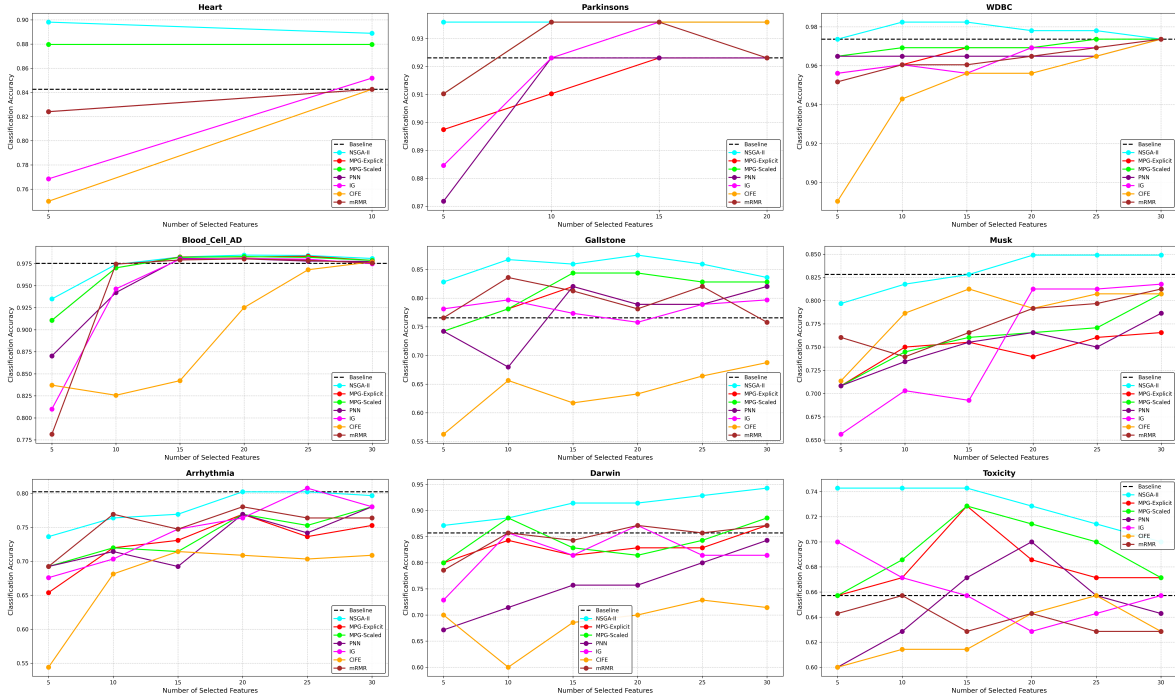 Heart
Classification Accuracy
0.90
0.88
0.86
0.84
0.82
0.80
0.78
0.76
5
10
Number of Selected Features
Baseline
NSGA-II
MPG-Explicit
MPG-Scaled
PNN
IG
CIFE
mRMR
Parkinsons
Classification Accuracy
0.93
0.92
0.91
0.90
0.89
0.88
0.87
5
10
15
20
Number of Selected Features
Baseline
NSGA-II
MPG-Explicit
MPG-Scaled
PNN
IG
CIFE
mRMR
WDBC
Classification Accuracy
0.98
0.96
0.94
0.92
0.90
5
10
15
20
25
30
Number of Selected Features
Baseline
NSGA-II
MPG-Explicit
MPG-Scaled
PNN
IG
CIFE
mRMR
Blood_Cell_AD
Classification Accuracy
0.975
0.950
0.925
0.900
0.875
0.850
0.825
0.800
0.775
5
10
15
20
25
30
Number of Selected Features
Baseline
NSGA-II
MPG-Explicit
MPG-Scaled
PNN
IG
CIFE
mRMR
Gallstone
Classification Accuracy
0.85
0.80
0.75
0.70
0.65
0.60
0.55
5
10
15
20
25
30
Number of Selected Features
Baseline
NSGA-II
MPG-Explicit
MPG-Scaled
PNN
IG
CIFE
mRMR
Musk
Classification Accuracy
0.850
0.825
0.800
0.775
0.750
0.725
0.700
0.675
0.650
5
10
15
20
25
30
Number of Selected Features
Baseline
NSGA-II
MPG-Explicit
MPG-Scaled
PNN
IG
CIFE
mRMR
Arrhythmia
Classification Accuracy
0.80
0.75
0.70
0.65
0.60
0.55
5
10
15
20
25
30
Number of Selected Features
Baseline
NSGA-II
MPG-Explicit
MPG-Scaled
PNN
IG
CIFE
mRMR
Darwin
Classification Accuracy
0.95
0.90
0.85
0.80
0.75
0.70
0.65
0.60
5
10
15
20
25
30
Number of Selected Features
Baseline
NSGA-II
MPG-Explicit
MPG-Scaled
PNN
IG
CIFE
mRMR
Toxicity
Classification Accuracy
0.74
0.72
0.70
0.68
0.66
0.64
0.62
0.60
5
10
15
20
25
30
Number of Selected Features
Baseline
NSGA-II
MPG-Explicit
MPG-Scaled
PNN
IG
CIFE
mRMR